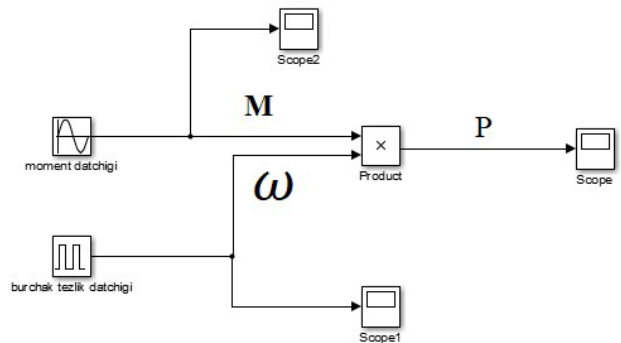 Scope2
M
P
moment datchigi
×
Product
Scope
ω
burchak tezlik datchigi
Scope1